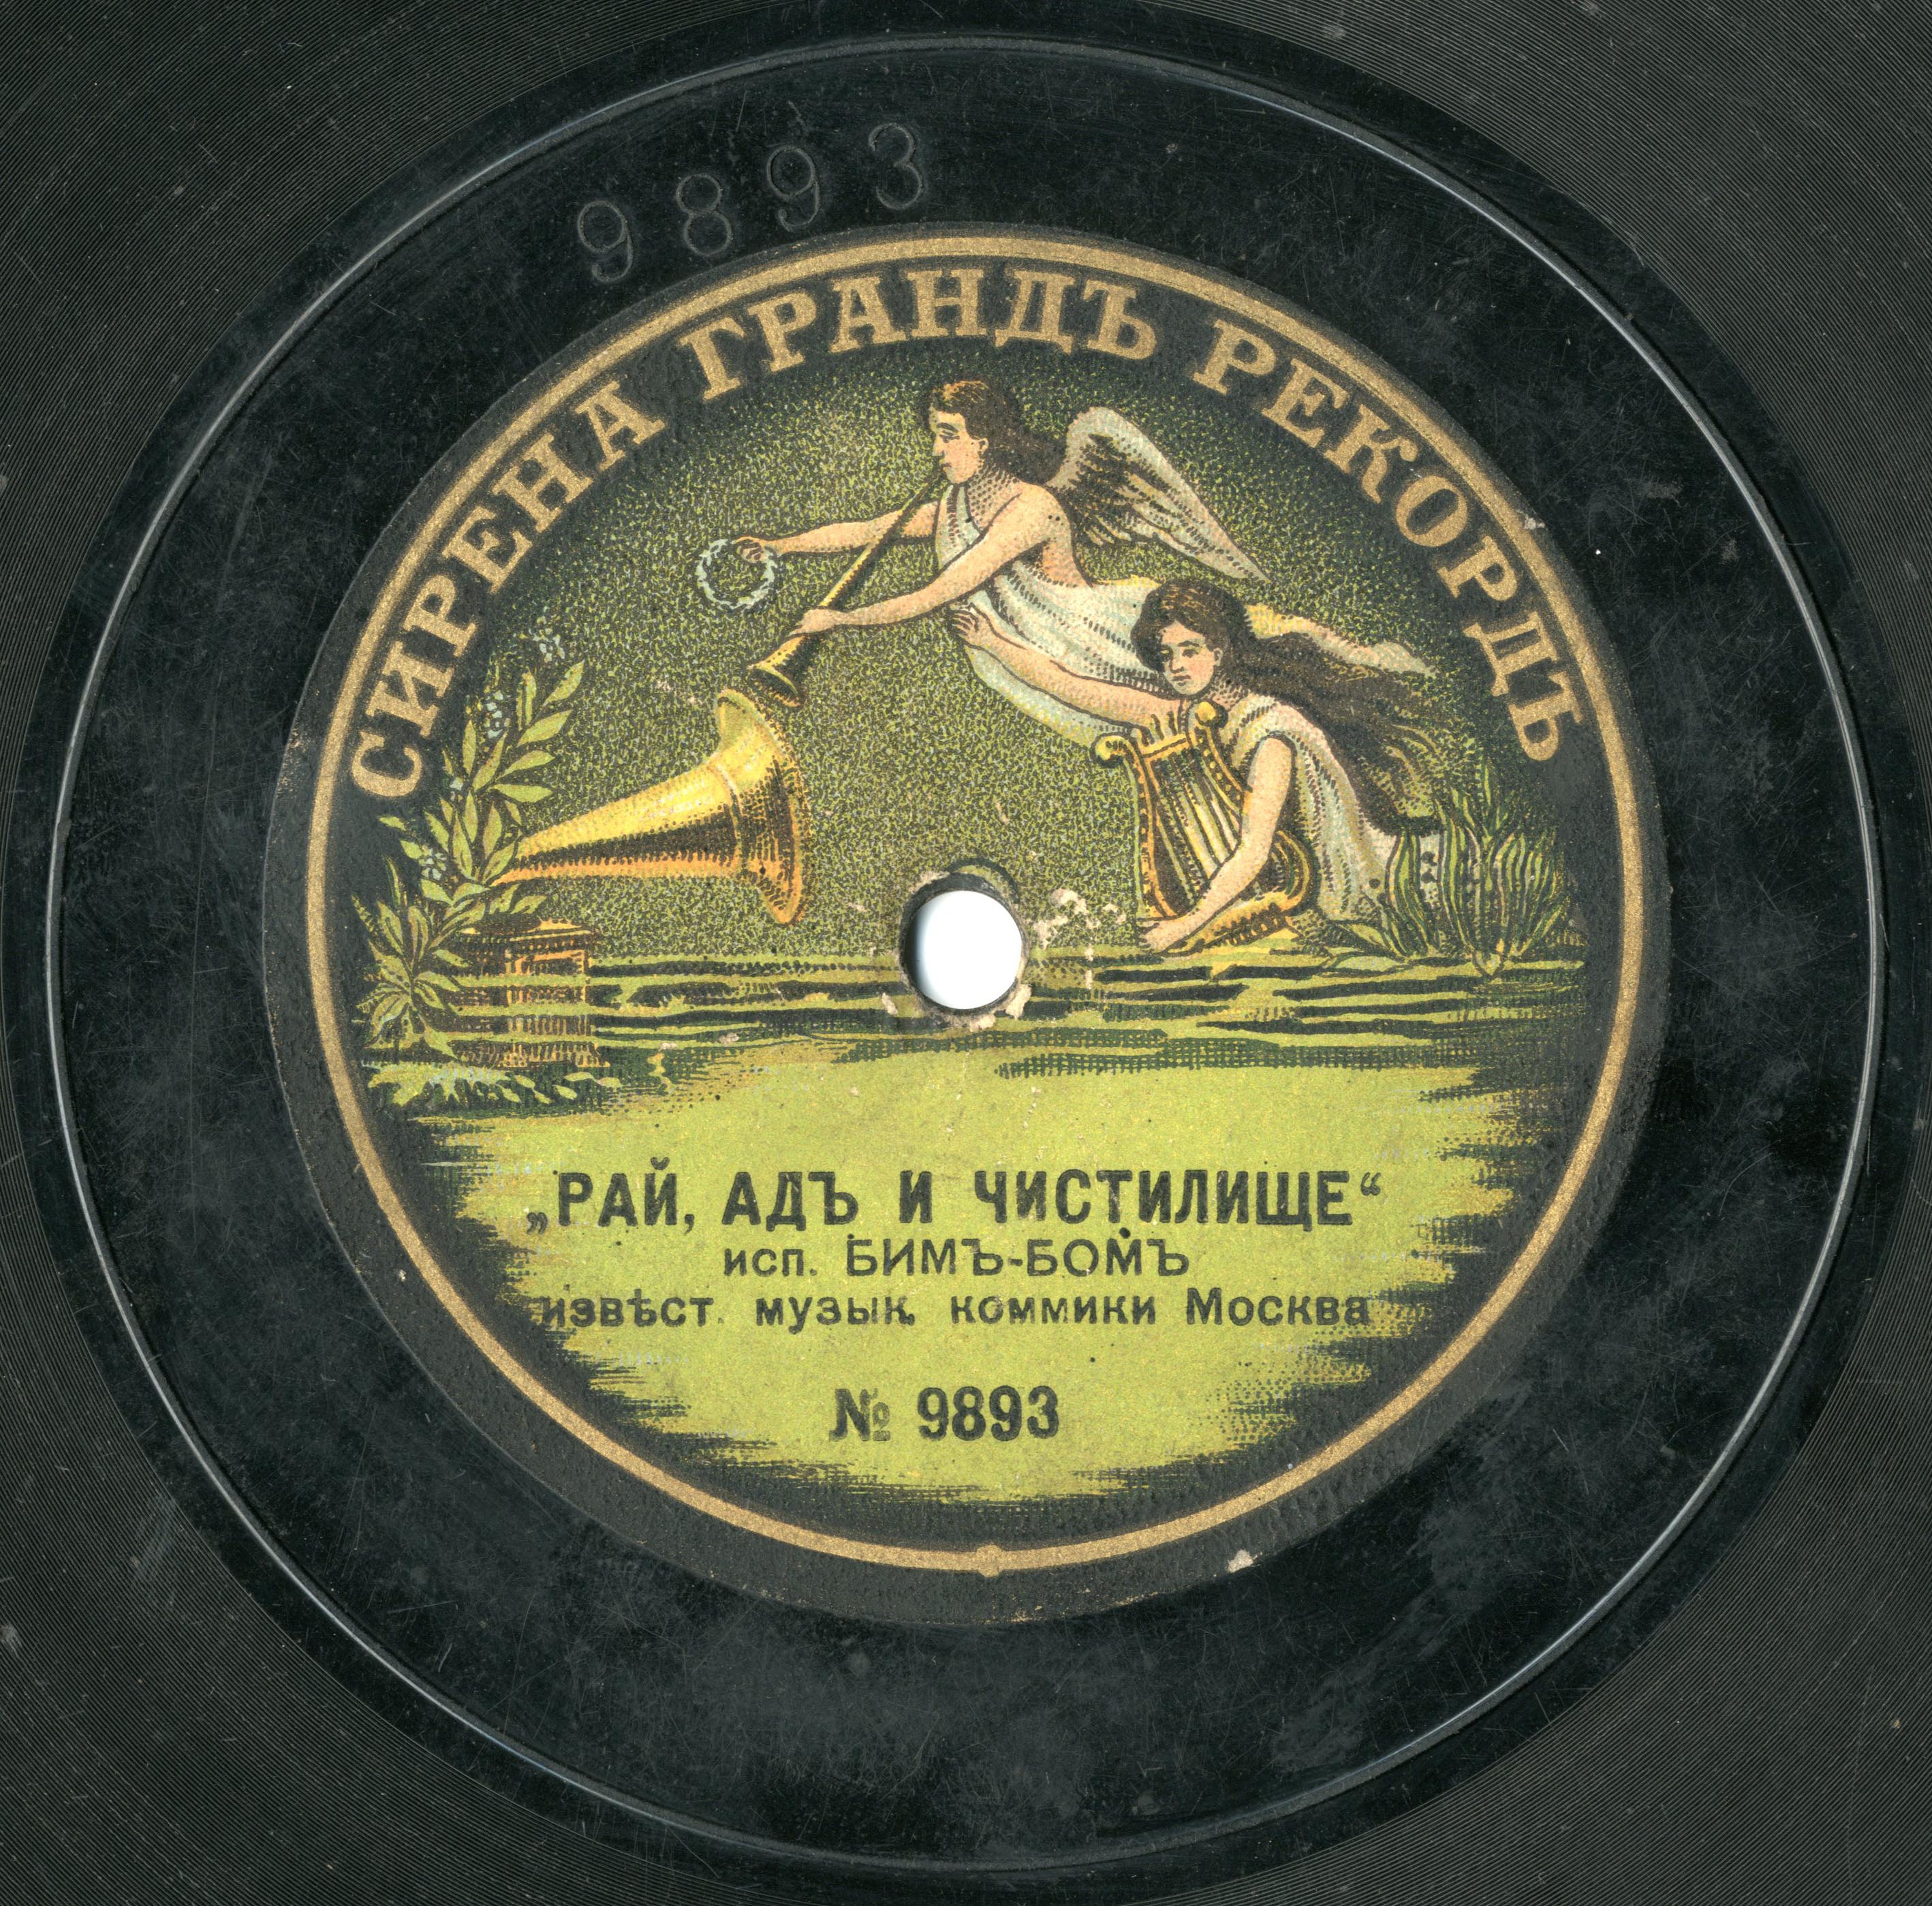 9893
СИРЕНА ГРАНДЪ РЕКОРДЪ
„РАЙ, АДЪ И ЧИСТИЛИЩЕ“
исп. БИМЪ-БОМЪ
извѣст. музык. коммики Москва
№ 9893